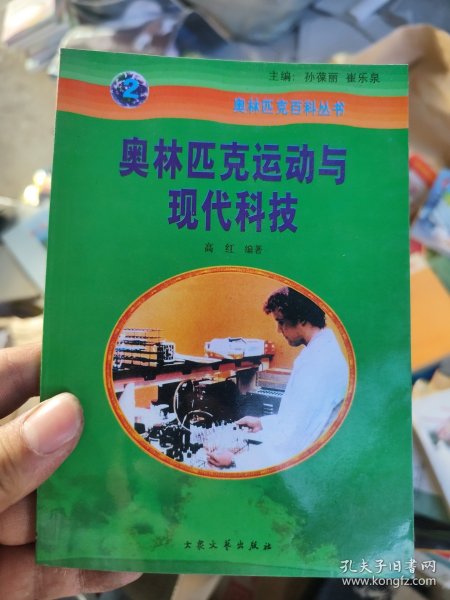 主编：孙葆丽 崔乐泉
2
奥林匹克百科丛书
奥林匹克运动与
现代科技
高 红 编著
大众文艺出版社
孔夫子旧书网
www.kongfz.com